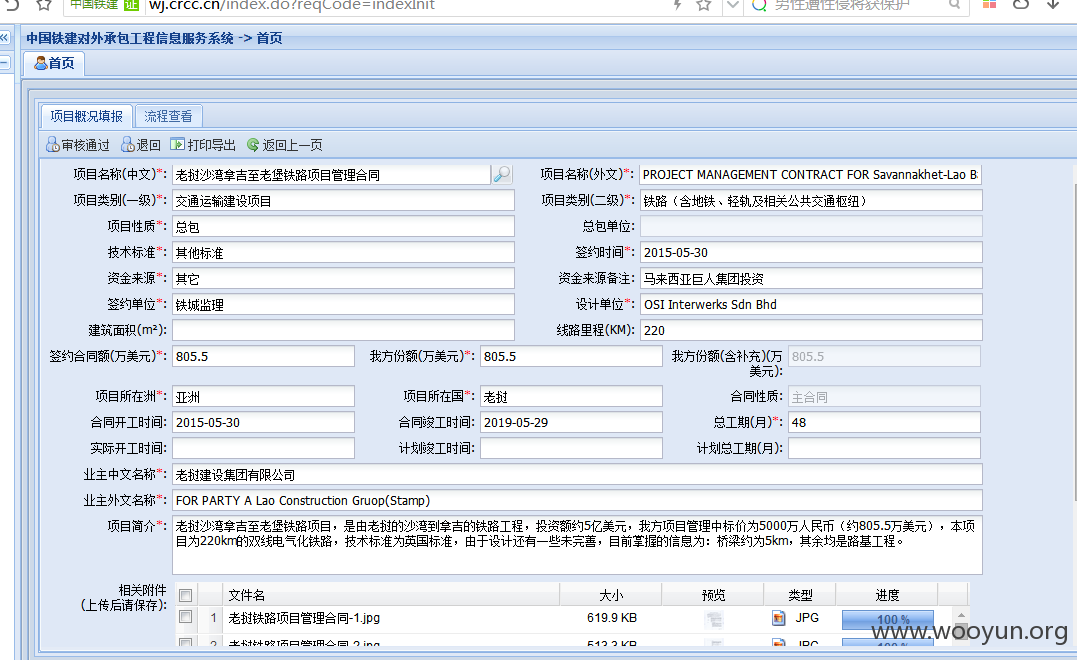 中国铁建 证 wj.crcc.cn/index.do?reqCode=indexInit 男性遭性侵将获保护
中国铁建对外承包工程信息服务系统 -> 首页
首页
项目概况填报 流程查看
审核通过 退回 打印导出 返回上一页
项目名称(中文)*: 老挝沙湾拿吉至老堡铁路项目管理合同 项目名称(外文)*: PROJECT MANAGEMENT CONTRACT FOR Savannakhet-Lao B
项目类别(一级)*: 交通运输建设项目 项目类别(二级)*: 铁路（含地铁、轻轨及相关公共交通枢纽）
项目性质*: 总包 总包单位:
技术标准*: 其他标准 签约时间*: 2015-05-30
资金来源*: 其它 资金来源备注: 马来西亚巨人集团投资
签约单位*: 铁城监理 设计单位*: OSI Interwerks Sdn Bhd
建筑面积(m²): 线路里程(KM): 220
签约合同额(万美元)*: 805.5 我方份额(万美元)*: 805.5 我方份额(含补充)(万
美元): 805.5
项目所在洲*: 亚洲 项目所在国*: 老挝 合同性质: 主合同
合同开工时间: 2015-05-30 合同竣工时间: 2019-05-29 总工期(月)*: 48
实际开工时间: 计划竣工时间: 计划总工期(月):
业主中文名称*: 老挝建设集团有限公司
业主外文名称*: FOR PARTY A Lao Construction Gruop(Stamp)
项目简介*: 老挝沙湾拿吉至老堡铁路项目，是由老挝的沙湾到拿吉的铁路工程，投资额约5亿美元，我方项目管理中标价为5000万人民币（约805.5万美元），本项
目为220km的双线电气化铁路，技术标准为英国标准，由于设计还有一些未完善，目前掌握的信息为：桥梁约为5km，其余均是路基工程。
相关附件
(上传后请保存): 文件名 大小 预览 类型 进度
1 老挝铁路项目管理合同-1.jpg 619.9 KB JPG 100 %
2 老挝铁路项目管理合同-2.jpg 513.3 KB JPG 100 %
www.wooyun.org